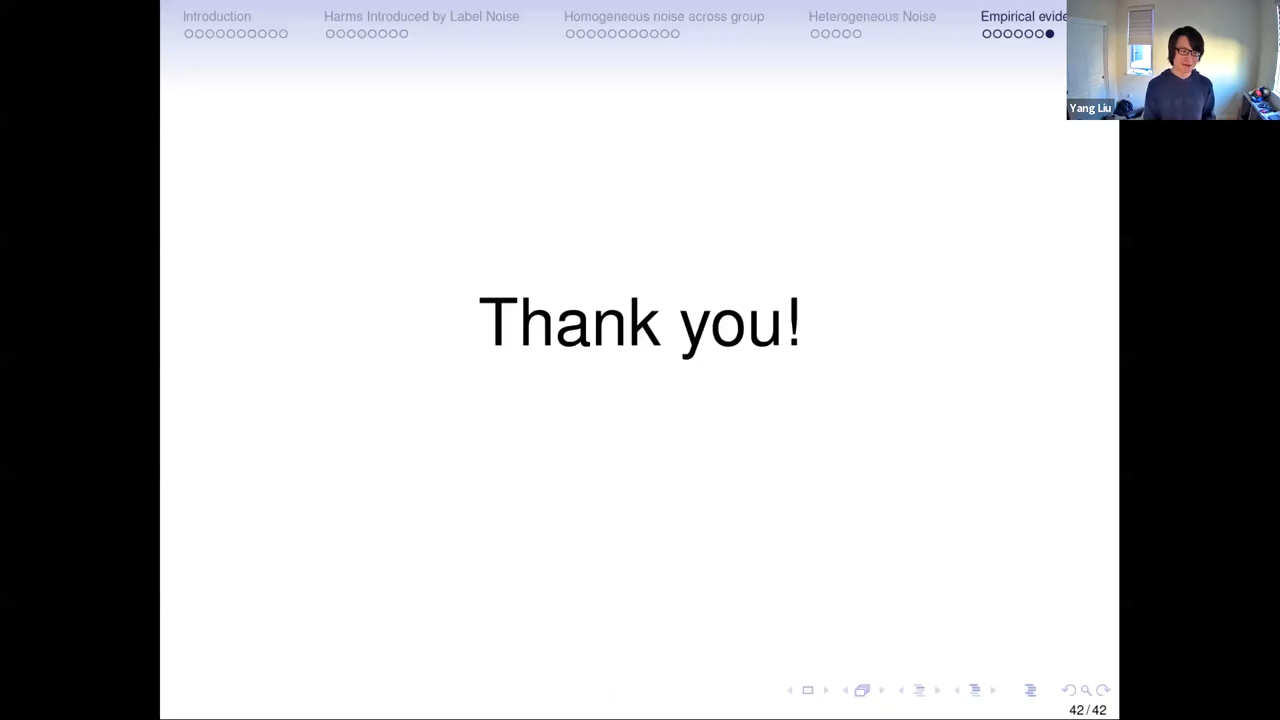 Introduction
Harms Introduced by Label Noise
Homogeneous noise across group
Heterogeneous Noise
Empirical evide
Yang Liu
Thank you!
42 / 42